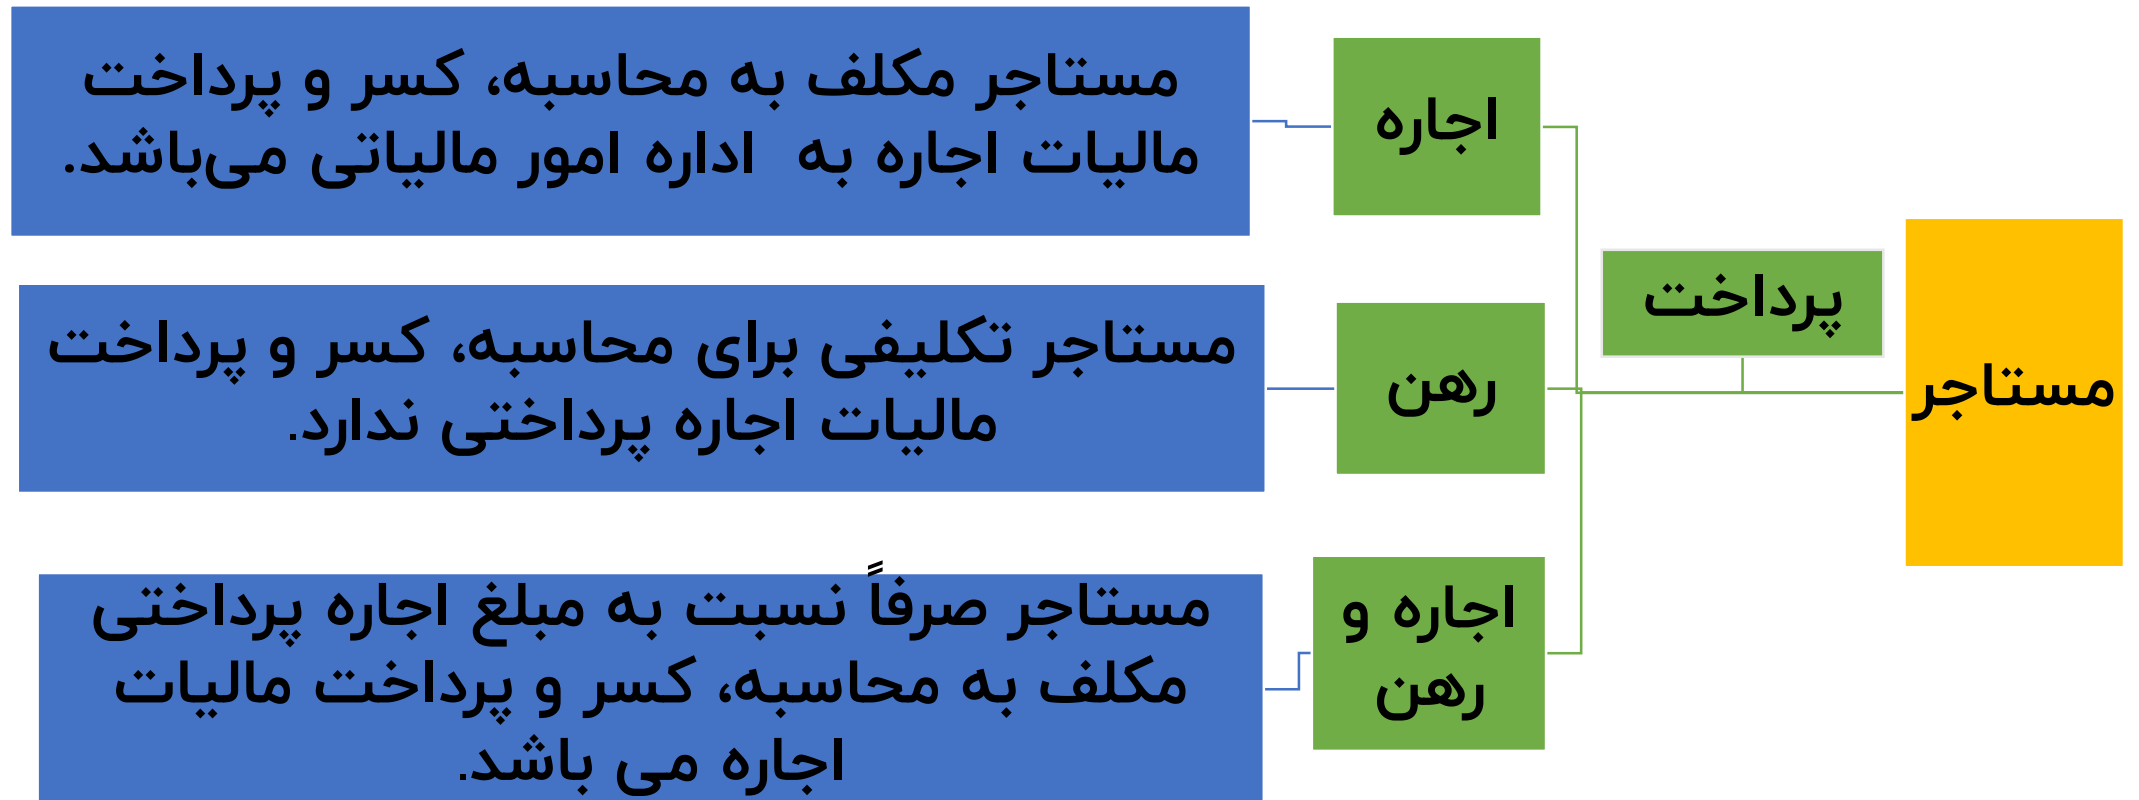 مستاجر
پرداخت
اجاره
مستاجر مکلف به محاسبه، کسر و پرداخت
مالیات اجاره به  اداره امور مالیاتی می‌باشد.
رهن
مستاجر تکلیفی برای محاسبه، کسر و پرداخت
مالیات اجاره پرداختی ندارد.
اجاره و
رهن
مستاجر صرفاً نسبت به مبلغ اجاره پرداختی
مکلف به محاسبه، کسر و پرداخت مالیات
اجاره می باشد.